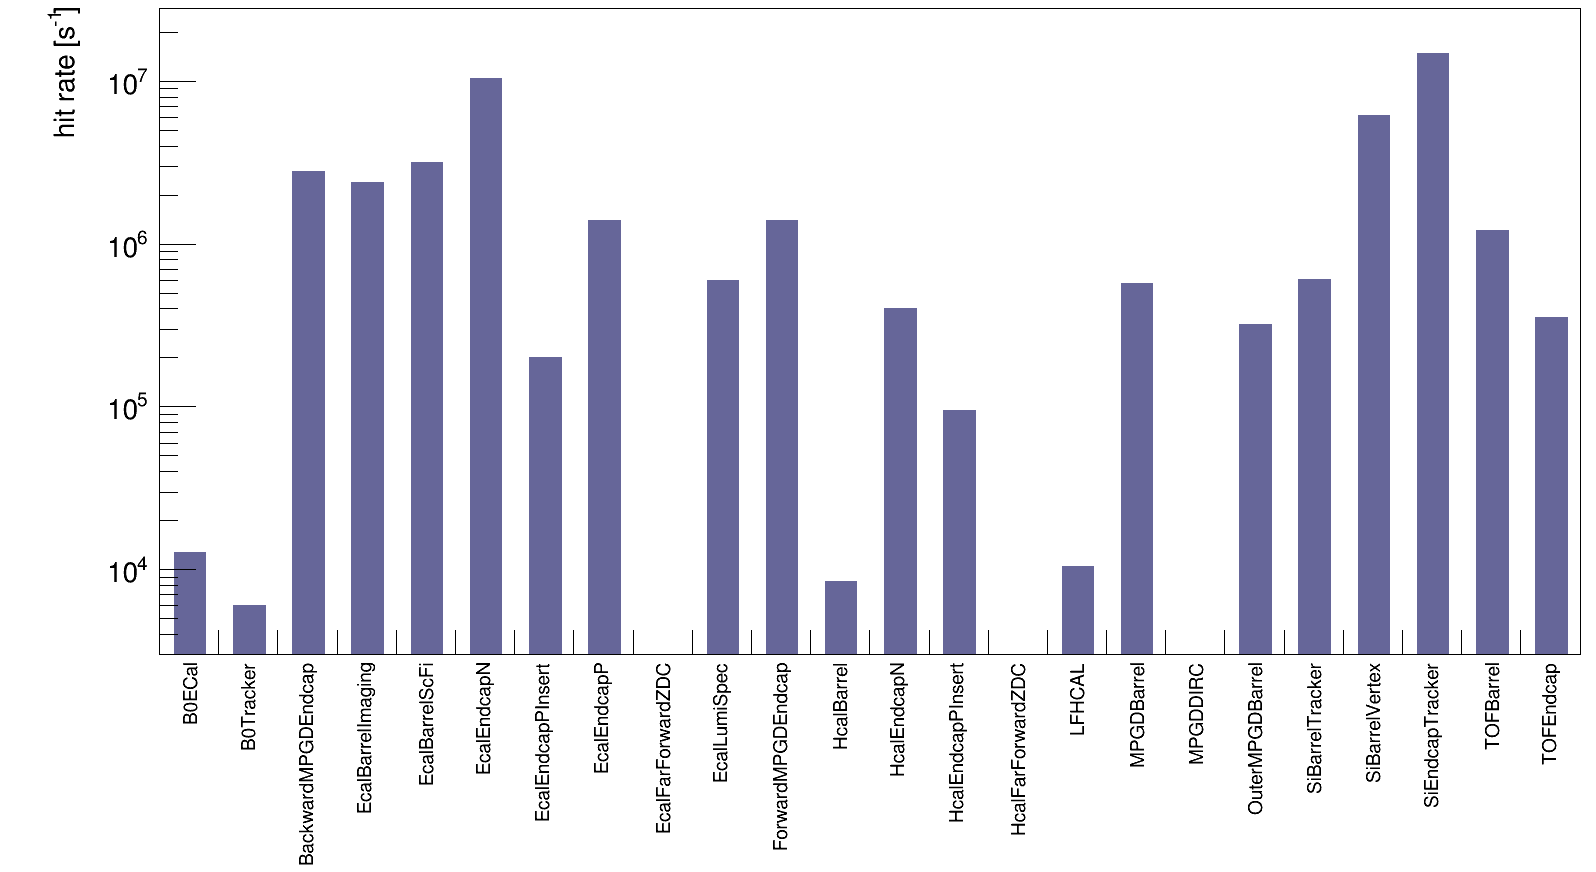 hit rate [s⁻¹]
10⁷
10⁶
10⁵
10⁴
B0ECal
B0Tracker
BackwardMPGDEndcap
EcalBarrelImaging
EcalBarrelScFi
EcalEndcapN
EcalEndcapPInsert
EcalEndcapP
EcalFarForwardZDC
EcalLumiSpec
ForwardMPGDEndcap
HcalBarrel
HcalEndcapN
HcalEndcapPInsert
HcalFarForwardZDC
LFHCAL
MPGDBarrel
MPGDDIRC
OuterMPGDBarrel
SiBarrelTracker
SiBarrelVertex
SiEndcapTracker
TOFBarrel
TOFEndcap